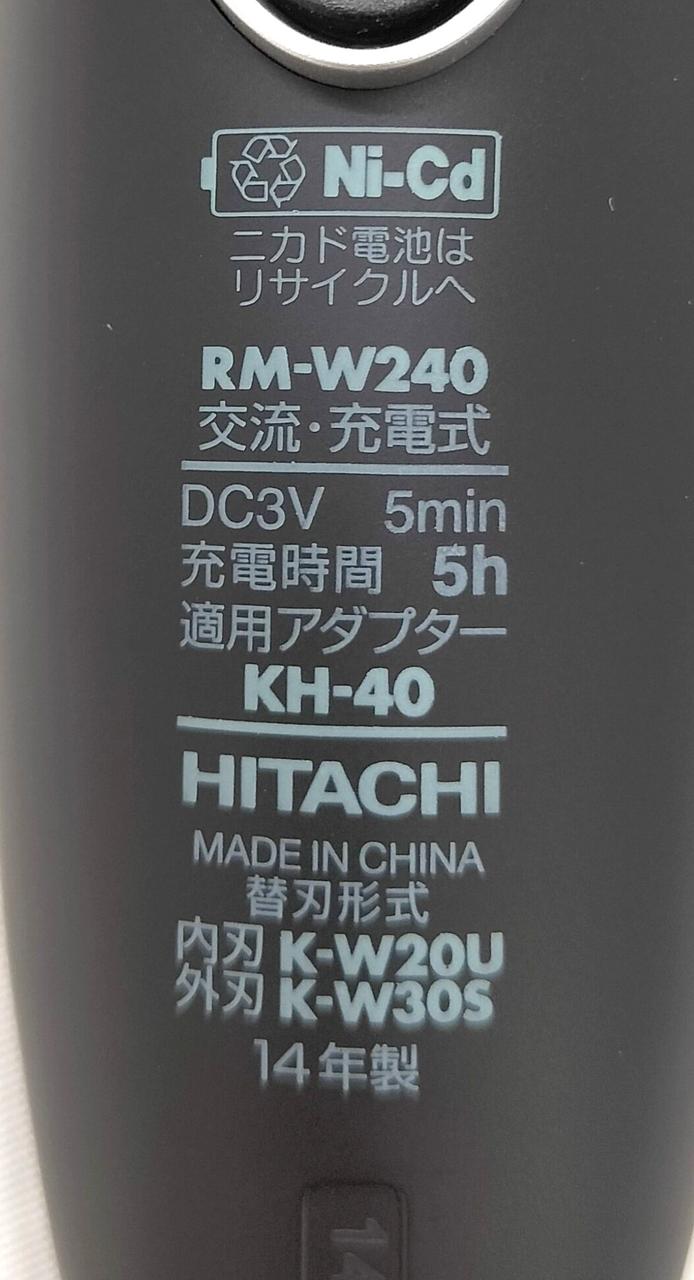 Ni-Cd
ニカド電池は
リサイクルへ
RM-W240
交流・充電式
DC3V 5min
充電時間 5h
適用アダプター
KH-40
HITACHI
MADE IN CHINA
替刃形式
内刃 K-W20U
外刃 K-W30S
14年製
14